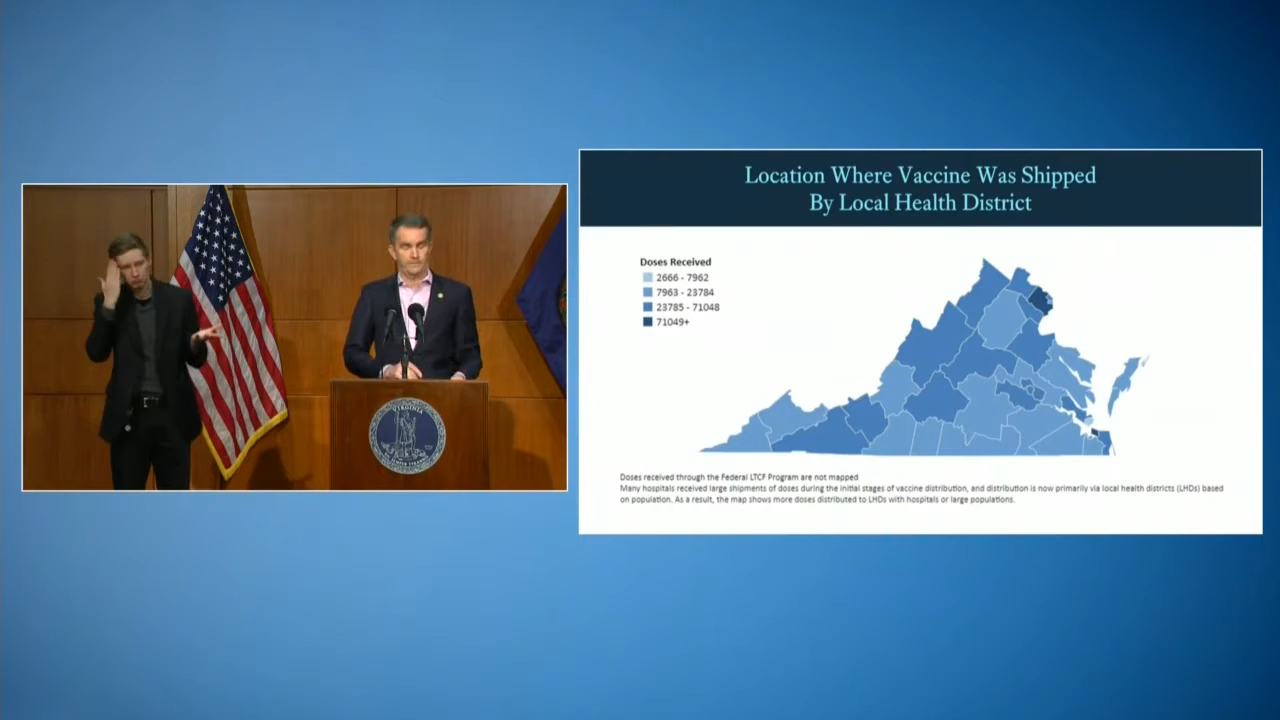 Location Where Vaccine Was Shipped
By Local Health District
Doses Received
2666 - 7962
7963 - 23784
23785 - 71048
71049+
VIRGINIA
Doses received through the Federal LTCF Program are not mapped
Many hospitals received large shipments of doses during the initial stages of vaccine distribution, and distribution is now primarily via local health districts (LHDs) based
on population. As a result, the map shows more doses distributed to LHDs with hospitals or large populations.